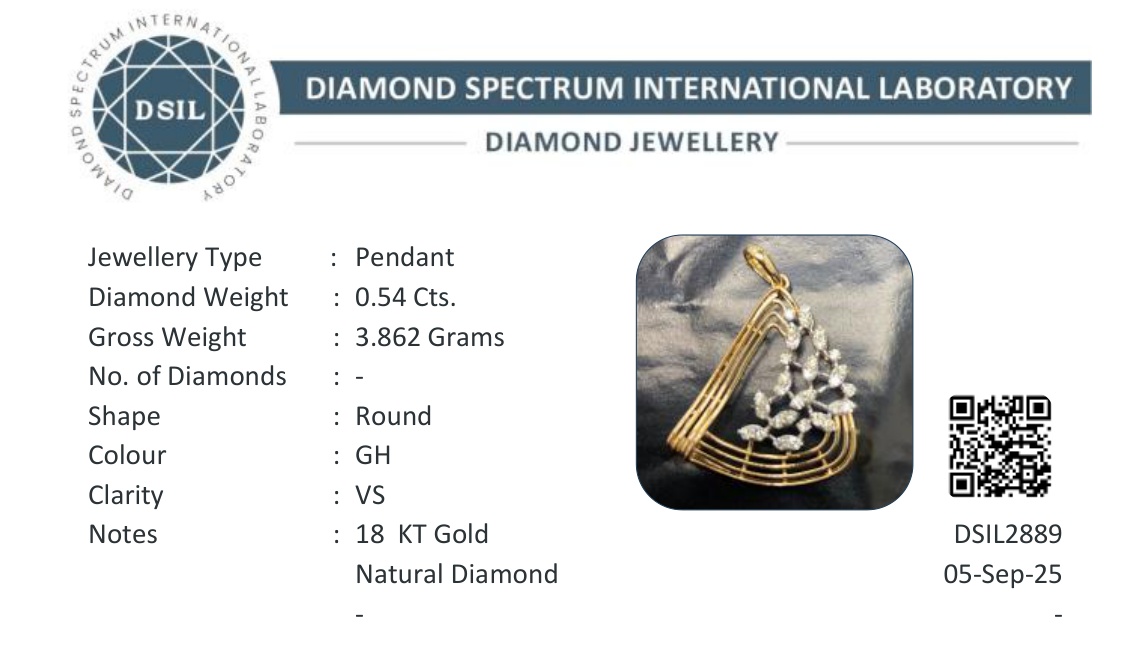 DIAMOND SPECTRUM INTERNATIONAL LABORATORY
DSIL
DIAMOND SPECTRUM INTERNATIONAL LABORATORY
DIAMOND JEWELLERY
Jewellery Type : Pendant
Diamond Weight : 0.54 Cts.
Gross Weight : 3.862 Grams
No. of Diamonds : -
Shape : Round
Colour : GH
Clarity : VS
Notes : 18 KT Gold
Natural Diamond
-
DSIL2889
05-Sep-25
-